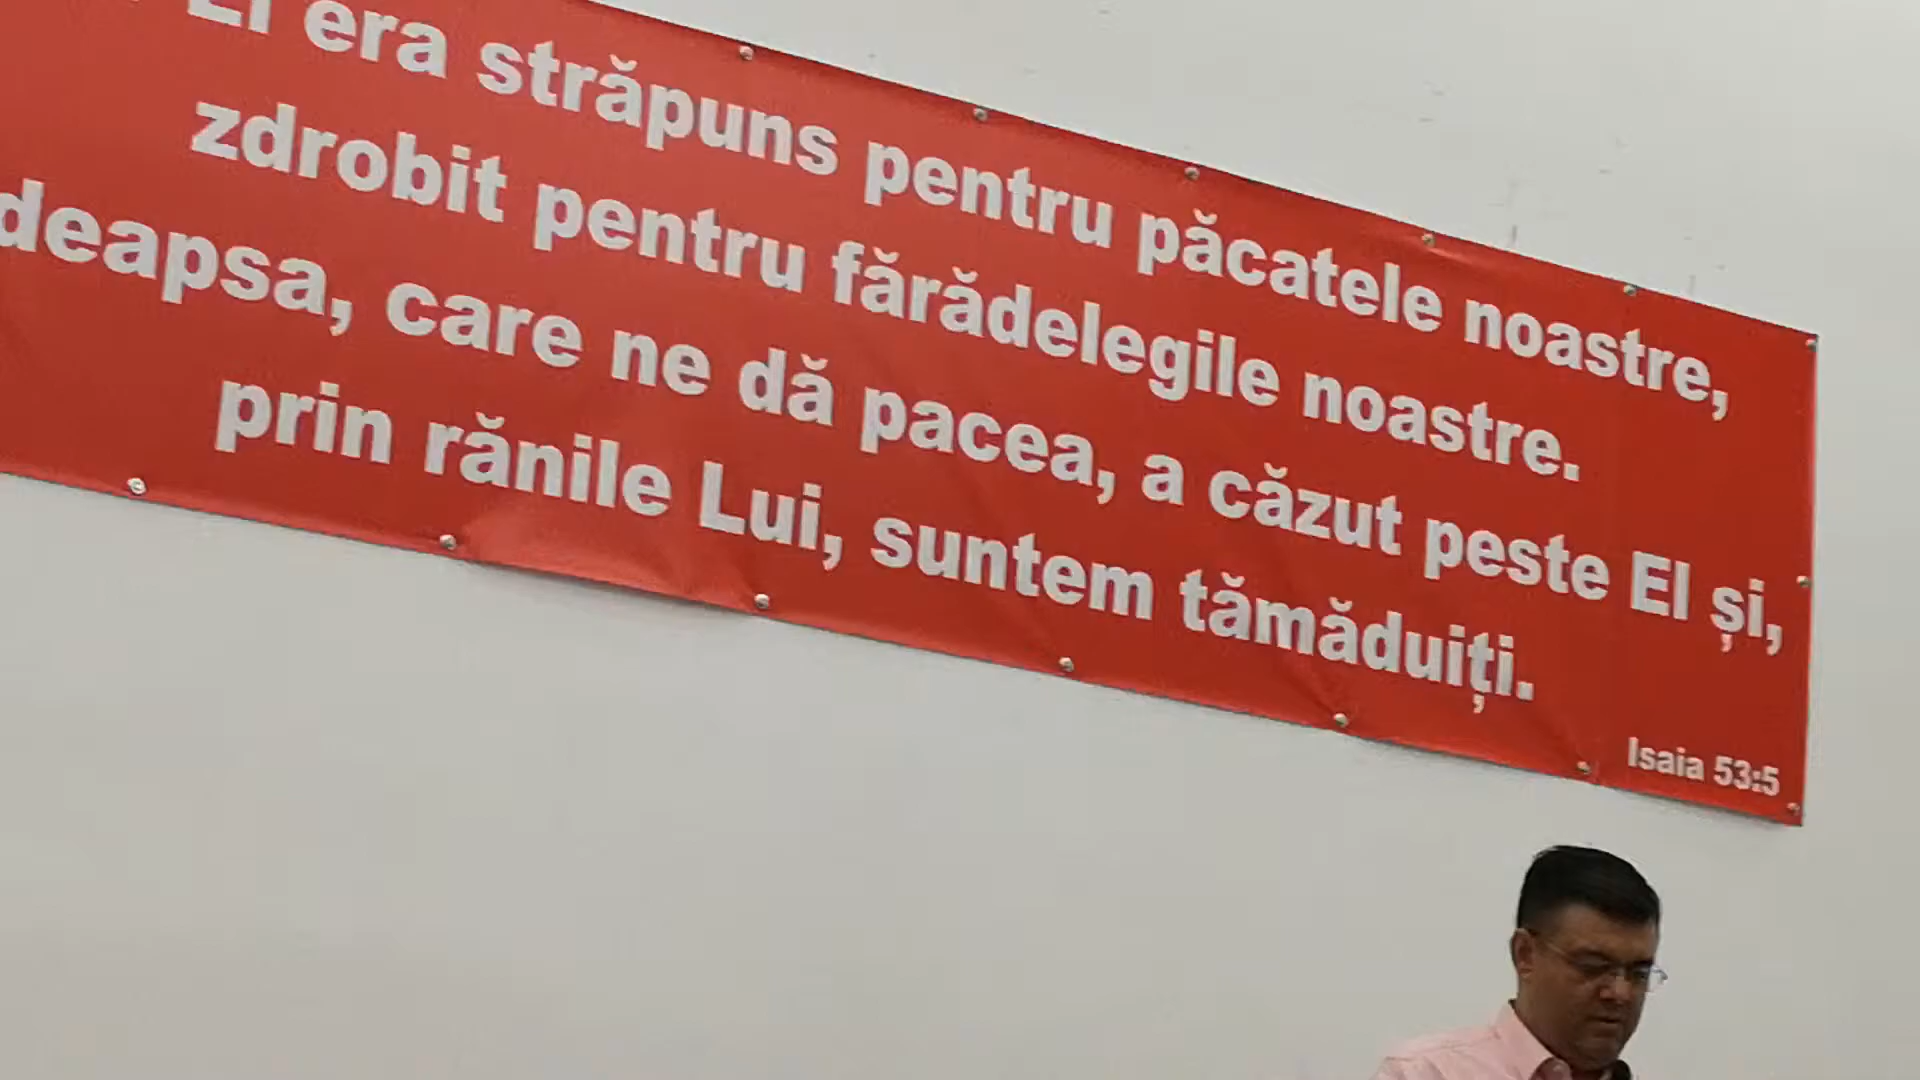 El era străpuns pentru păcatele noastre,
zdrobit pentru fărădelegile noastre.
deapsa, care ne dă pacea, a căzut peste El și,
prin rănile Lui, suntem tămăduiți.
Isaia 53:5